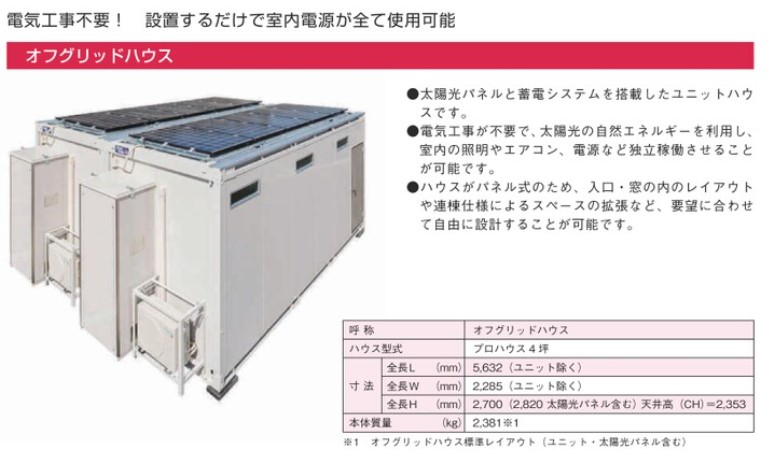 電気工事不要！　設置するだけで室内電源が全て使用可能
オフグリッドハウス
●太陽光パネルと蓄電システムを搭載したユニットハウ
スです。
●電気工事が不要で、太陽光の自然エネルギーを利用し、
室内の照明やエアコン、電源など独立稼働させること
が可能です。
●ハウスがパネル式のため、入口・窓の内のレイアウト
や連棟仕様によるスペースの拡張など、要望に合わせ
て自由に設計することが可能です。
呼 称 オフグリッドハウス
ハウス型式 プロハウス４坪
全長L (mm) 5,632（ユニット除く）
寸 法 全長W (mm) 2,285（ユニット除く）
全長H (mm) 2,700（2,820 太陽光パネル含む）天井高（CH）＝2,353
本体質量 (kg) 2,381※1
※1　オフグリッドハウス標準レイアウト（ユニット・太陽光パネル含む）